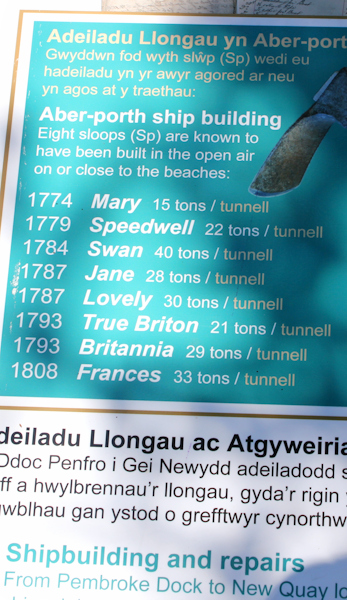 Adeiladu Llongau yn Aber-port
Gwyddwn fod wyth slŵp (Sp) wedi eu
hadeiladu yn yr awyr agored ar neu
yn agos at y traethau:
Aber-porth ship building
Eight sloops (Sp) are known to
have been built in the open air
on or close to the beaches:
1774 Mary 15 tons / tunnell
1779 Speedwell 22 tons / tunnell
1784 Swan 40 tons / tunnell
1787 Jane 28 tons / tunnell
1787 Lovely 30 tons / tunnell
1793 True Briton 21 tons / tunnell
1793 Britannia 29 tons / tunnell
1808 Frances 33 tons / tunnell
deiladu Llongau ac Atgyweiria
Ddoc Penfro i Gei Newydd adeiladodd s
ff a hwylbrennau'r llongau, gyda'r rigin
wblhau gan ystod o grefftwyr cynorthw
Shipbuilding and repairs
From Pembroke Dock to New Quay lo